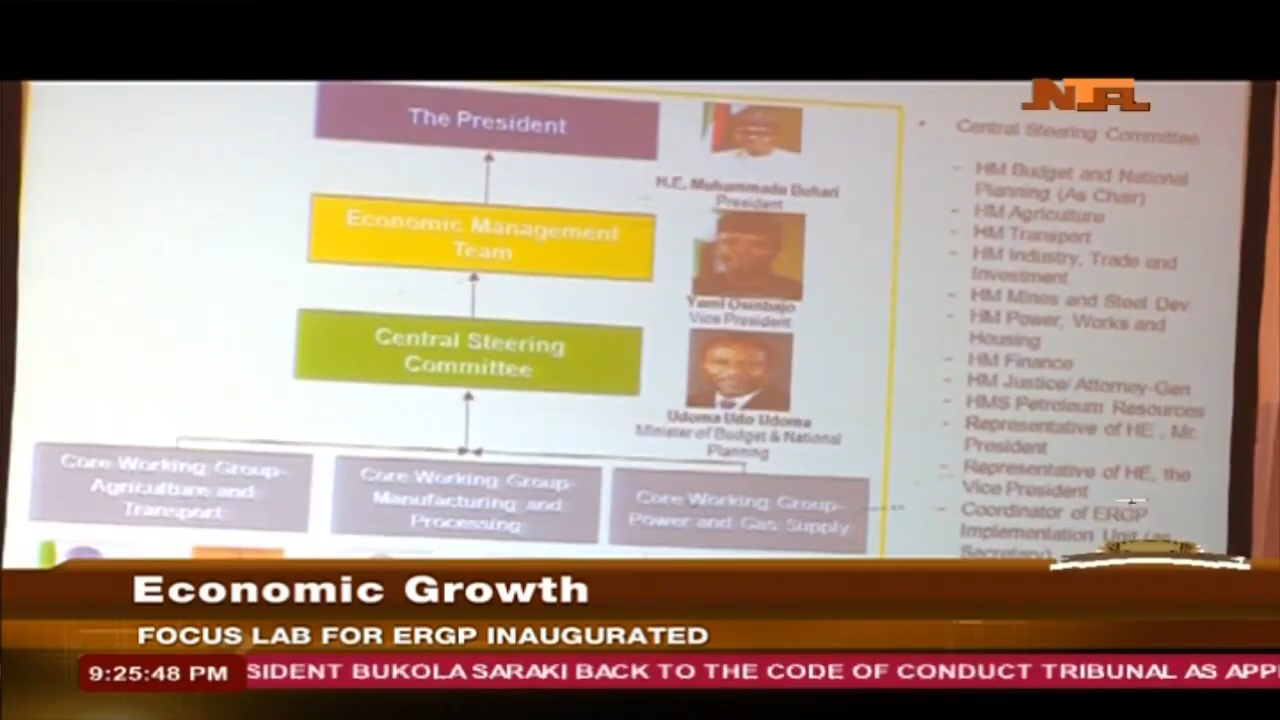 NTA
The President
H.E. Muhammadu Buhari
President
Economic Management
Team
Yemi Osinbajo
Vice President
Central Steering
Committee
Udoma Udo Udoma
Minister of Budget & National
Planning
Core Working Group-
Agriculture and
Transport
Core Working Group-
Manufacturing and
Processing
Core Working Group-
Power and Gas Supply
• Central Steering Committee
- HM Budget and National
Planning (As Chair)
- HM Agriculture
- HM Transport
- HM Industry, Trade and
Investment
- HM Mines and Steel Dev.
- HM Power, Works and
Housing
- HM Finance
- HM Justice/ Attorney-Gen
- HMS Petroleum Resources
- Representative of HE , Mr.
President
- Representative of HE, the
Vice President
- Coordinator of ERGP
Implementation Unit (as
Secretary)
Economic Growth
FOCUS LAB FOR ERGP INAUGURATED
9:25:48 PM
SIDENT BUKOLA SARAKI BACK TO THE CODE OF CONDUCT TRIBUNAL AS APP